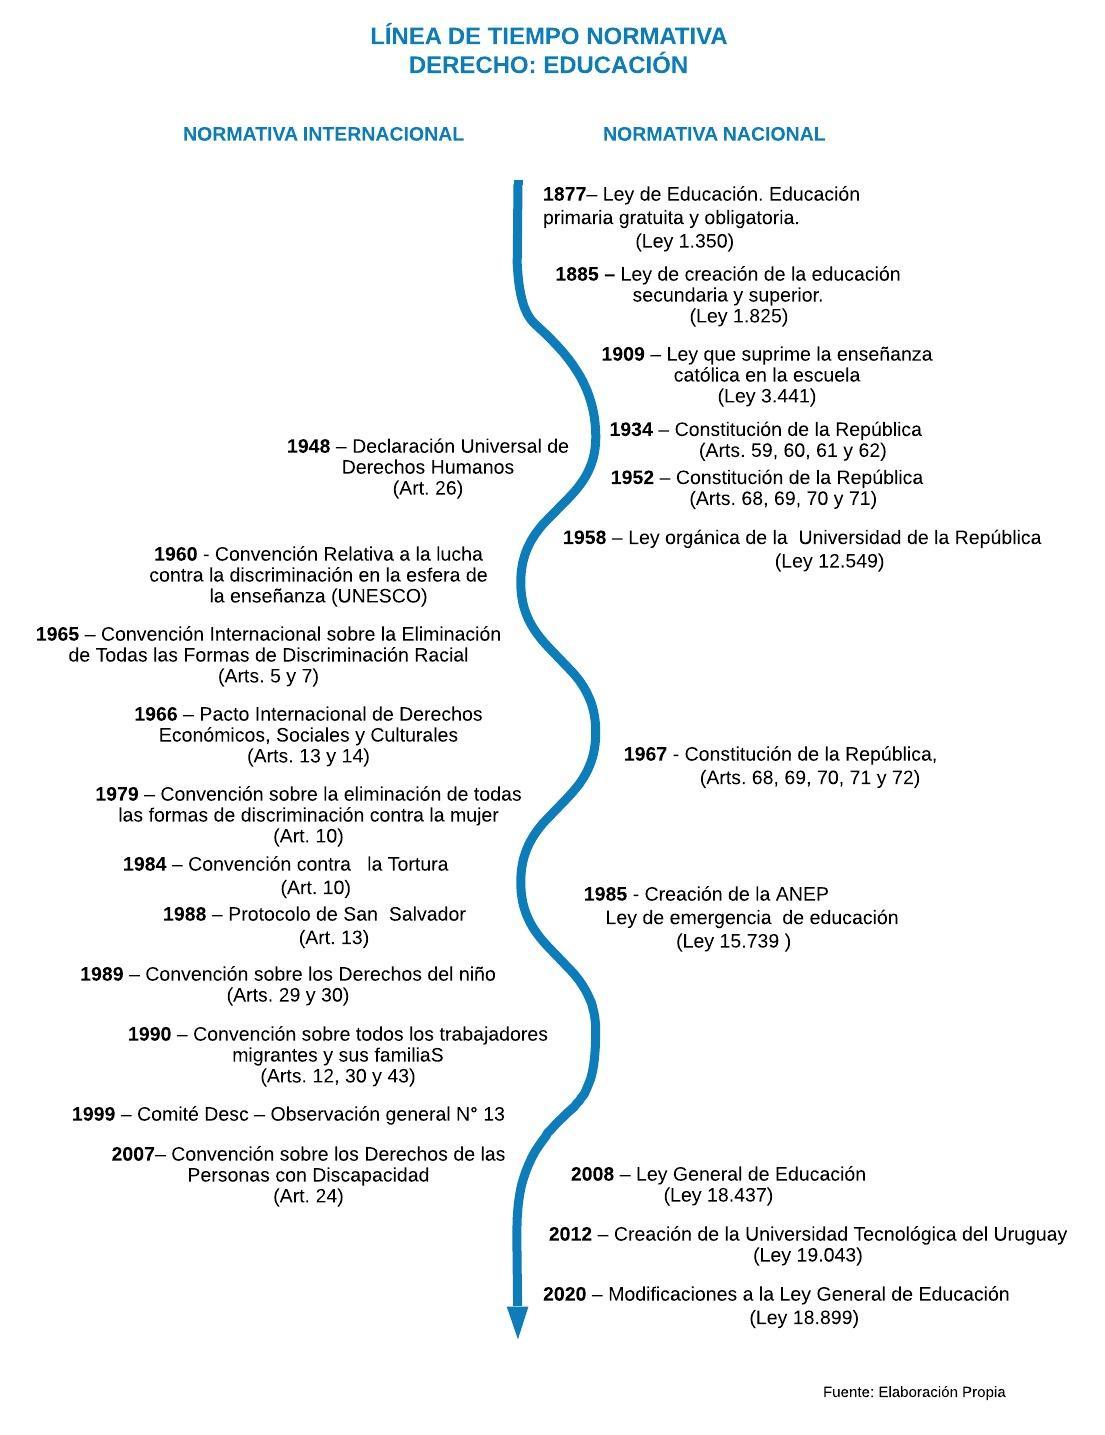 LÍNEA DE TIEMPO NORMATIVA
DERECHO: EDUCACIÓN
NORMATIVA INTERNACIONAL
NORMATIVA NACIONAL
1877– Ley de Educación. Educación
primaria gratuita y obligatoria.
(Ley 1.350)
1885 – Ley de creación de la educación
secundaria y superior.
(Ley 1.825)
1909 – Ley que suprime la enseñanza
católica en la escuela
(Ley 3.441)
1934 – Constitución de la República
(Arts. 59, 60, 61 y 62)
1948 – Declaración Universal de
Derechos Humanos
(Art. 26)
1952 – Constitución de la República
(Arts. 68, 69, 70 y 71)
1958 – Ley orgánica de la  Universidad de la República
(Ley 12.549)
1960 - Convención Relativa a la lucha
contra la discriminación en la esfera de
la enseñanza (UNESCO)
1965 – Convención Internacional sobre la Eliminación
de Todas las Formas de Discriminación Racial
(Arts. 5 y 7)
1966 – Pacto Internacional de Derechos
Económicos, Sociales y Culturales
(Arts. 13 y 14)
1967 - Constitución de la República,
(Arts. 68, 69, 70, 71 y 72)
1979 – Convención sobre la eliminación de todas
las formas de discriminación contra la mujer
(Art. 10)
1984 – Convención contra   la Tortura
(Art. 10)
1985 - Creación de la ANEP
Ley de emergencia  de educación
(Ley 15.739 )
1988 – Protocolo de San  Salvador
(Art. 13)
1989 – Convención sobre los Derechos del niño
(Arts. 29 y 30)
1990 – Convención sobre todos los trabajadores
migrantes y sus familiaS
(Arts. 12, 30 y 43)
1999 – Comité Desc – Observación general N° 13
2007– Convención sobre los Derechos de las
Personas con Discapacidad
(Art. 24)
2008 – Ley General de Educación
(Ley 18.437)
2012 – Creación de la Universidad Tecnológica del Uruguay
(Ley 19.043)
2020 – Modificaciones a la Ley General de Educación
(Ley 18.899)
Fuente: Elaboración Propia